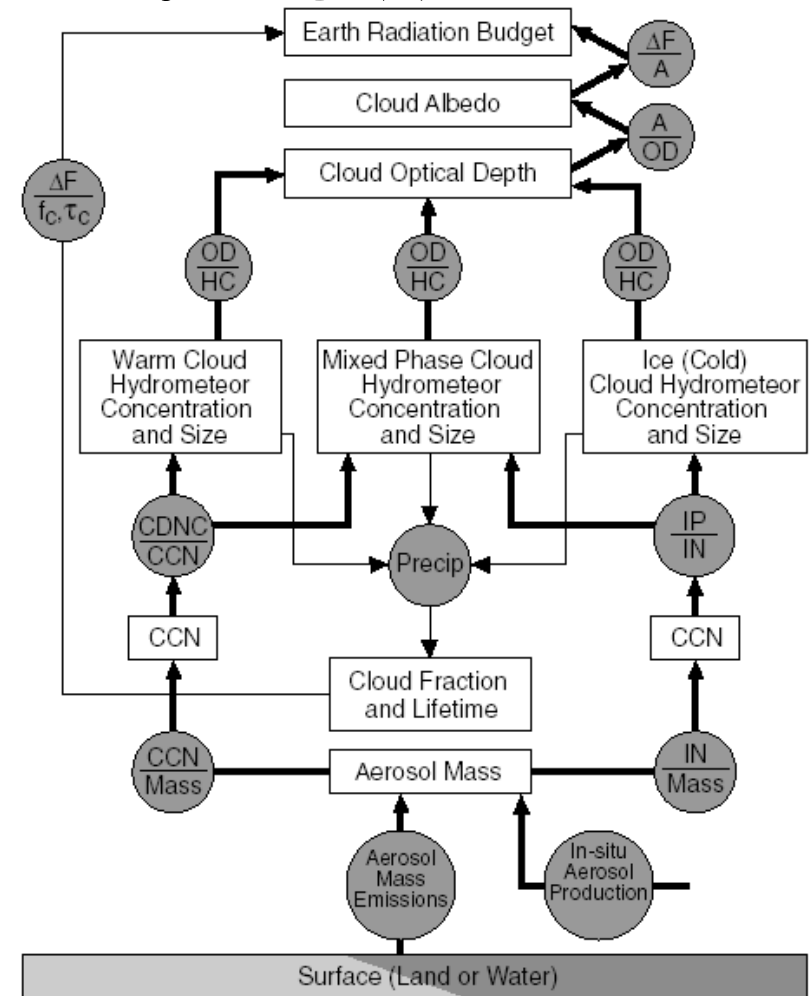 Earth Radiation Budget
ΔF
A
Cloud Albedo
A
OD
Cloud Optical Depth
ΔF
fC,τC
OD
HC
OD
HC
OD
HC
Warm Cloud
Hydrometeor
Concentration
and Size
Mixed Phase Cloud
Hydrometeor
Concentration
and Size
Ice (Cold)
Cloud Hydrometeor
Concentration
and Size
CDNC
CCN
Precip
IP
IN
CCN
CCN
Cloud Fraction
and Lifetime
CCN
Mass
Aerosol Mass
IN
Mass
Aerosol
Mass
Emissions
In-situ
Aerosol
Production
Surface (Land or Water)